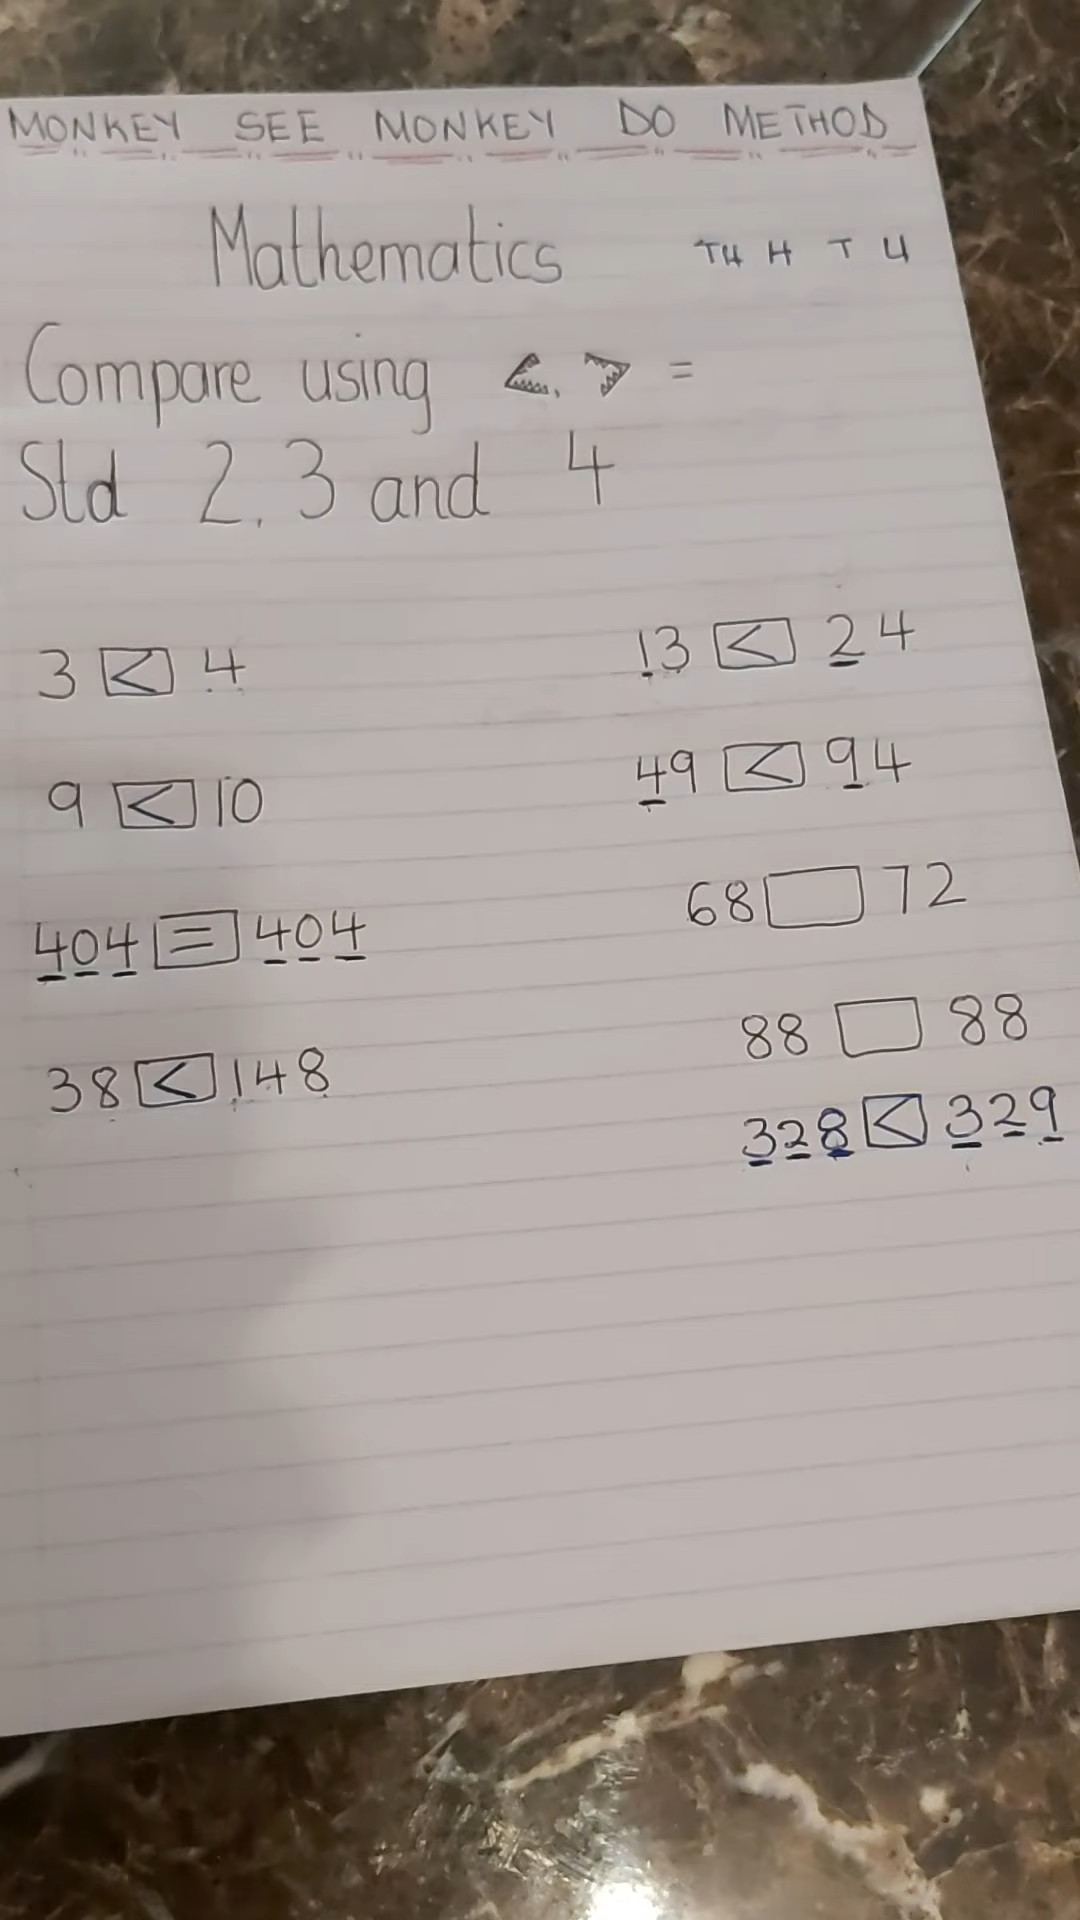 MONKEY SEE MONKEY DO METHOD
Mathematics TH H T U
Compare using <, > =
Std 2, 3 and 4
3 < 4
9 < 10
404 = 404
38 < 148
13 < 24
49 < 94
68 72
88 88
328 < 329